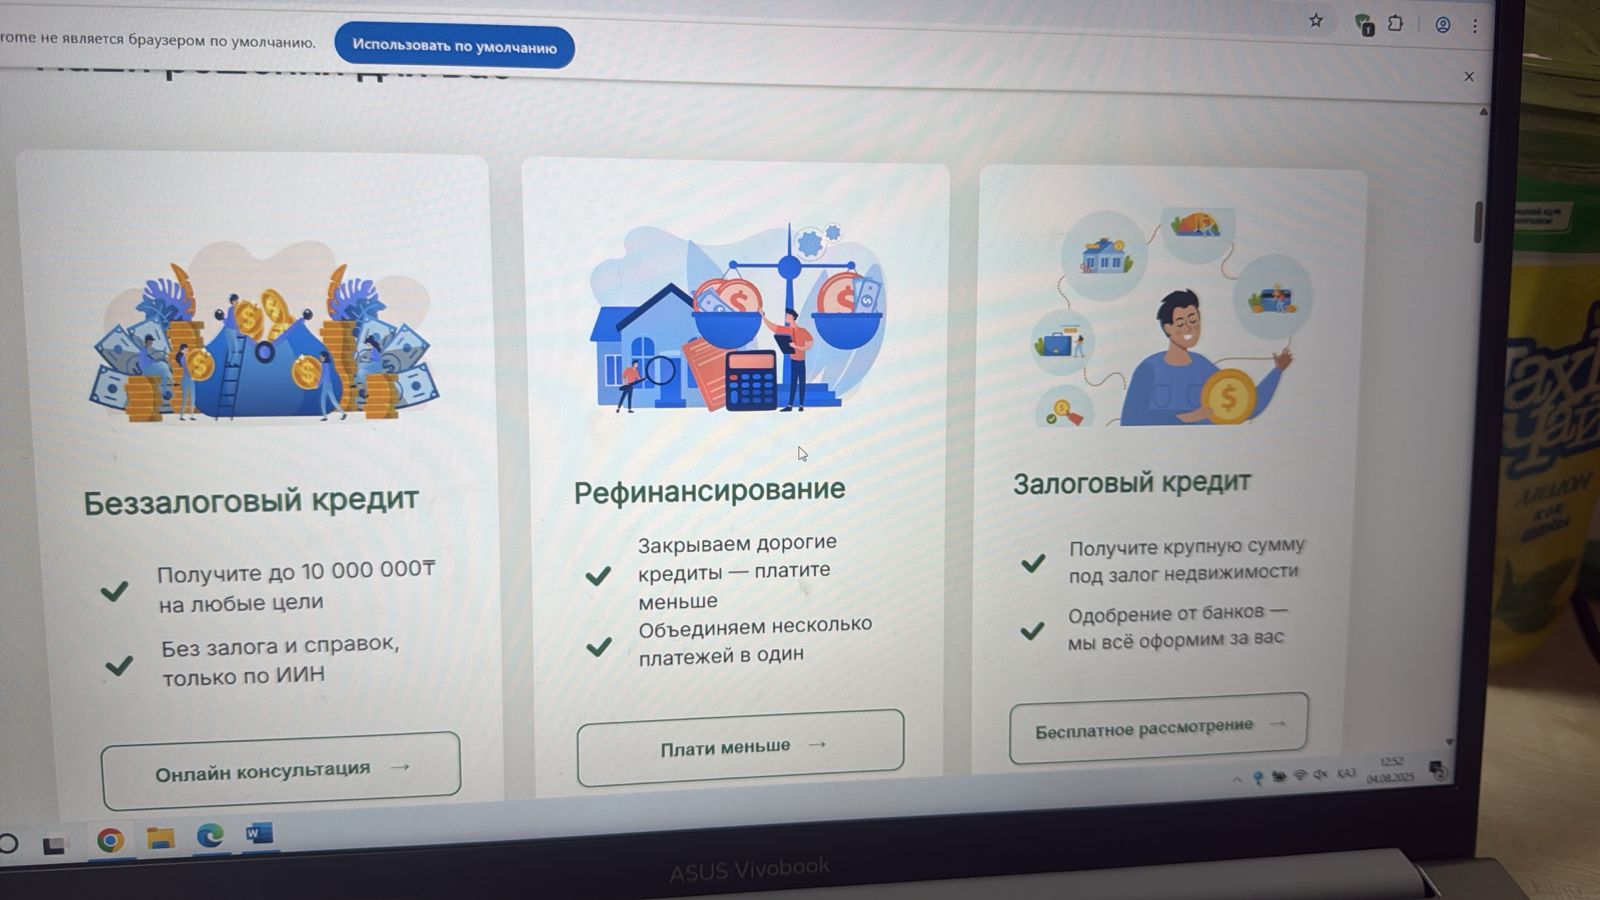 rome не является браузером по умолчанию.
Использовать по умолчанию
1
Беззалоговый кредит
Получите до 10 000 000₸
на любые цели
Без залога и справок,
только по ИИН
Онлайн консультация →
Рефинансирование
Закрываем дорогие
кредиты — платите
меньше
Объединяем несколько
платежей в один
Плати меньше →
Залоговый кредит
Получите крупную сумму
под залог недвижимости
Одобрение от банков —
мы всё оформим за вас
Бесплатное рассмотрение →
ҚАЗ
12:52
04.08.2025
2
ASUS Vivobook